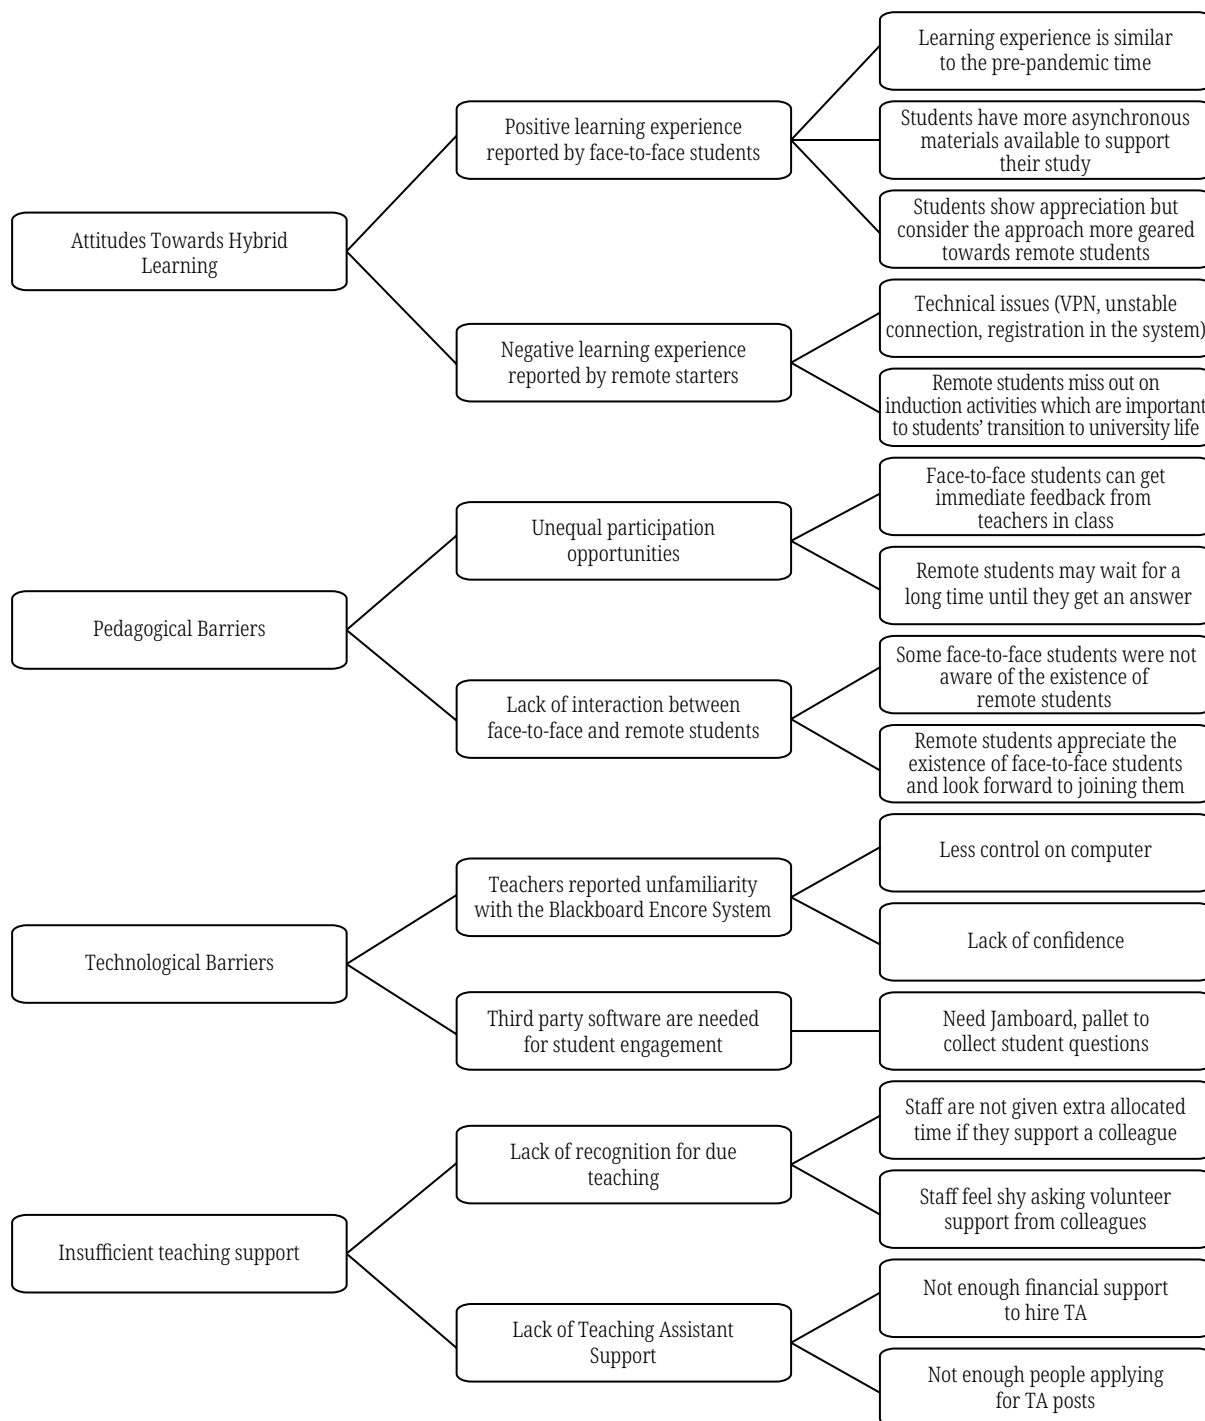 Attitudes Towards Hybrid
Learning
Positive learning experience
reported by face-to-face students
Learning experience is similar
to the pre-pandemic time
Students have more asynchronous
materials available to support
their study
Students show appreciation but
consider the approach more geared
towards remote students
Negative learning experience
reported by remote starters
Technical issues (VPN, unstable
connection, registration in the system)
Remote students miss out on
induction activities which are important
to students’ transition to university life
Pedagogical Barriers
Unequal participation
opportunities
Face-to-face students can get
immediate feedback from
teachers in class
Remote students may wait for a
long time until they get an answer
Lack of interaction between
face-to-face and remote students
Some face-to-face students were not
aware of the existence of
remote students
Remote students appreciate the
existence of face-to-face students
and look forward to joining them
Technological Barriers
Teachers reported unfamiliarity
with the Blackboard Encore System
Less control on computer
Lack of confidence
Third party software are needed
for student engagement
Need Jamboard, pallet to
collect student questions
Insufficient teaching support
Lack of recognition for due
teaching
Staff are not given extra allocated
time if they support a colleague
Staff feel shy asking volunteer
support from colleagues
Lack of Teaching Assistant
Support
Not enough financial support
to hire TA
Not enough people applying
for TA posts